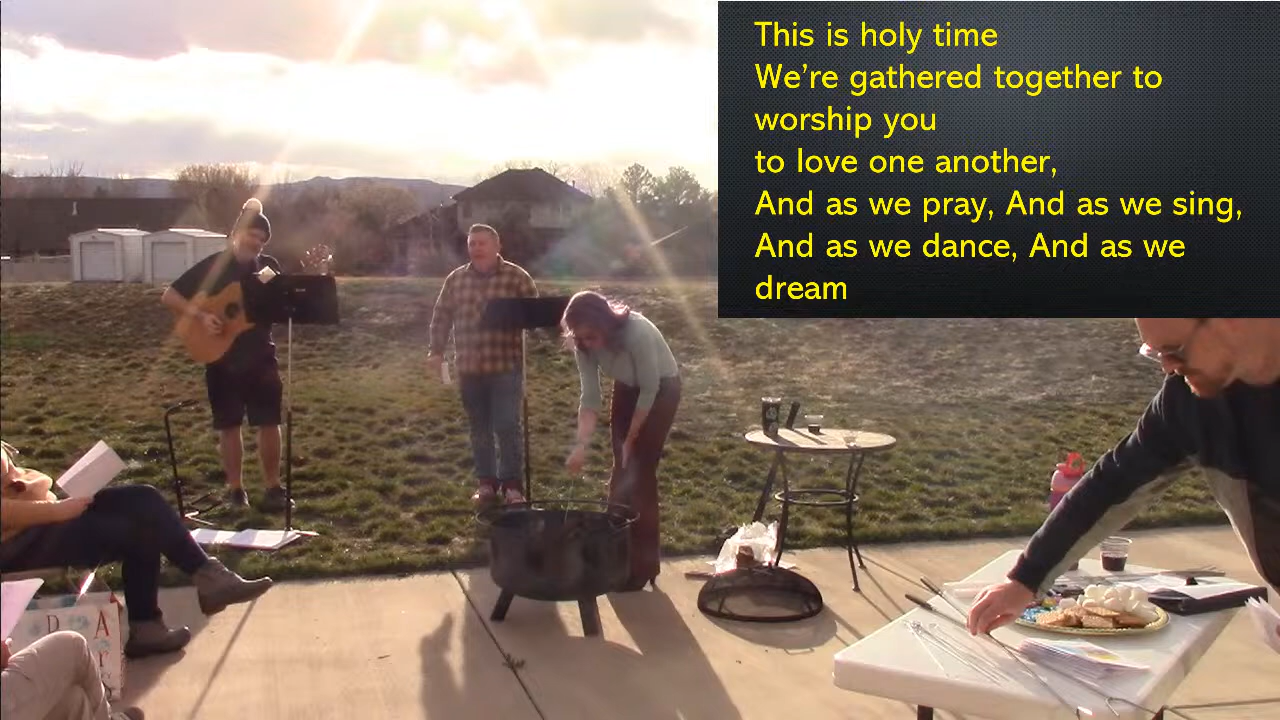 This is holy time
We're gathered together to
worship you
to love one another,
And as we pray, And as we sing,
And as we dance, And as we
dream
D A